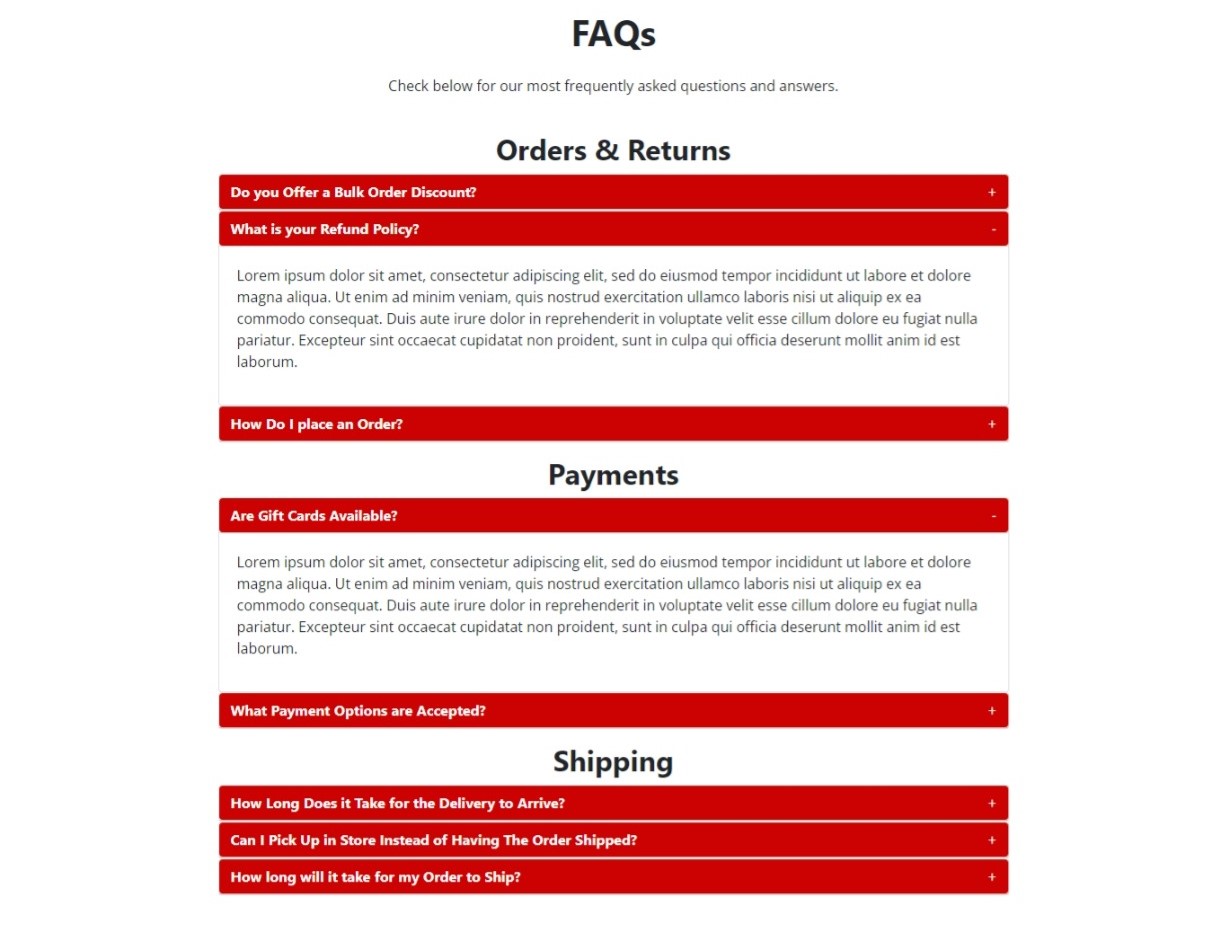 FAQs
Check below for our most frequently asked questions and answers.
Orders & Returns
Do you Offer a Bulk Order Discount? +
What is your Refund Policy? -
Lorem ipsum dolor sit amet, consectetur adipiscing elit, sed do eiusmod tempor incididunt ut labore et dolore
magna aliqua. Ut enim ad minim veniam, quis nostrud exercitation ullamco laboris nisi ut aliquip ex ea
commodo consequat. Duis aute irure dolor in reprehenderit in voluptate velit esse cillum dolore eu fugiat nulla
pariatur. Excepteur sint occaecat cupidatat non proident, sunt in culpa qui officia deserunt mollit anim id est
laborum.
How Do I place an Order? +
Payments
Are Gift Cards Available? -
Lorem ipsum dolor sit amet, consectetur adipiscing elit, sed do eiusmod tempor incididunt ut labore et dolore
magna aliqua. Ut enim ad minim veniam, quis nostrud exercitation ullamco laboris nisi ut aliquip ex ea
commodo consequat. Duis aute irure dolor in reprehenderit in voluptate velit esse cillum dolore eu fugiat nulla
pariatur. Excepteur sint occaecat cupidatat non proident, sunt in culpa qui officia deserunt mollit anim id est
laborum.
What Payment Options are Accepted? +
Shipping
How Long Does it Take for the Delivery to Arrive? +
Can I Pick Up in Store Instead of Having The Order Shipped? +
How long will it take for my Order to Ship? +